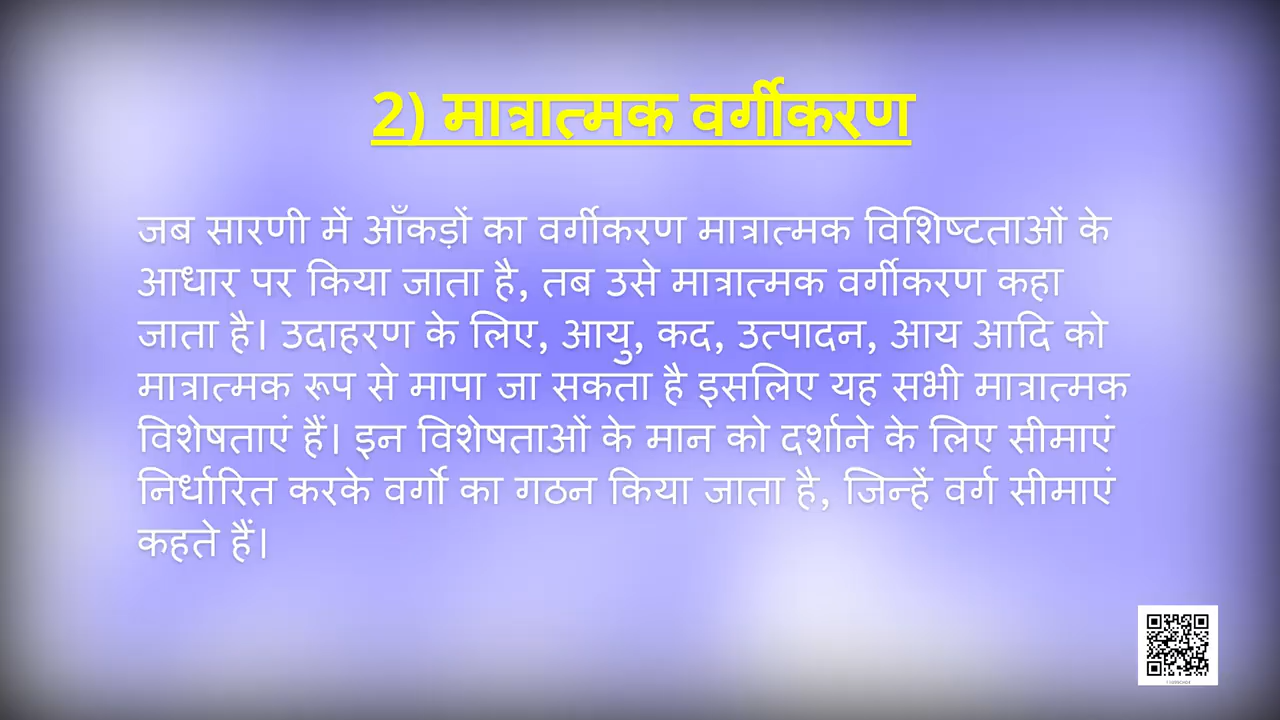 2) मात्रात्मक वर्गीकरण
जब सारणी में आँकड़ों का वर्गीकरण मात्रात्मक विशिष्टताओं के
आधार पर किया जाता है, तब उसे मात्रात्मक वर्गीकरण कहा
जाता है। उदाहरण के लिए, आयु, कद, उत्पादन, आय आदि को
मात्रात्मक रूप से मापा जा सकता है इसलिए यह सभी मात्रात्मक
विशेषताएं हैं। इन विशेषताओं के मान को दर्शाने के लिए सीमाएं
निर्धारित करके वर्गो का गठन किया जाता है, जिन्हें वर्ग सीमाएं
कहते हैं।